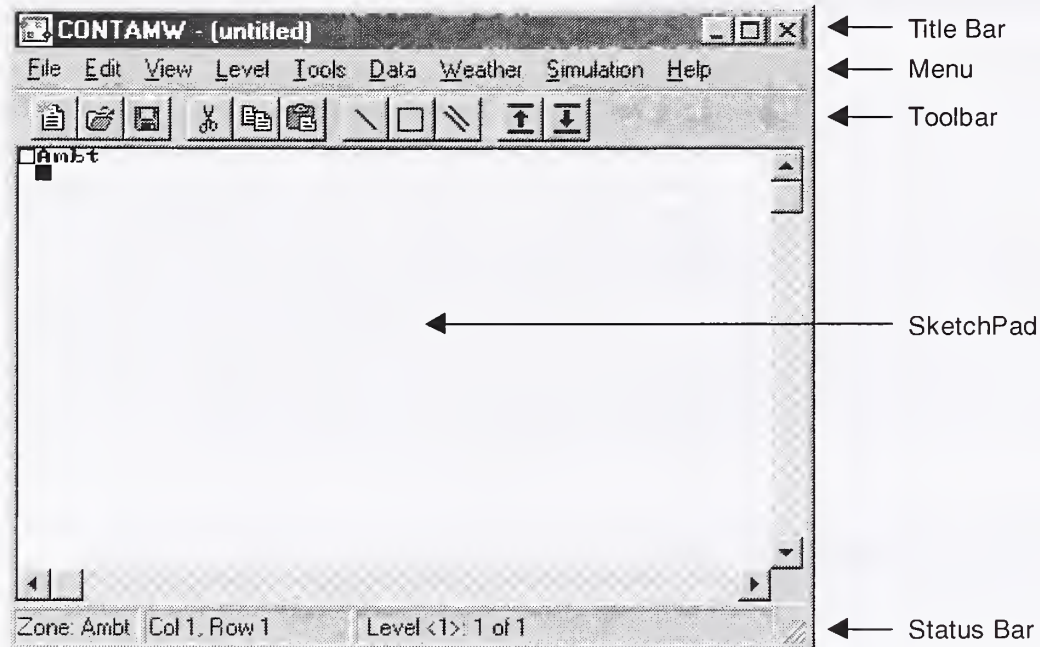 CONTAMW - (untitled)
Title Bar
File Edit View Level Tools Data Weather Simulation Help
Menu
Toolbar
Ambt
SketchPad
Zone: Ambt Col 1, Row 1 Level <1>: 1 of 1
Status Bar